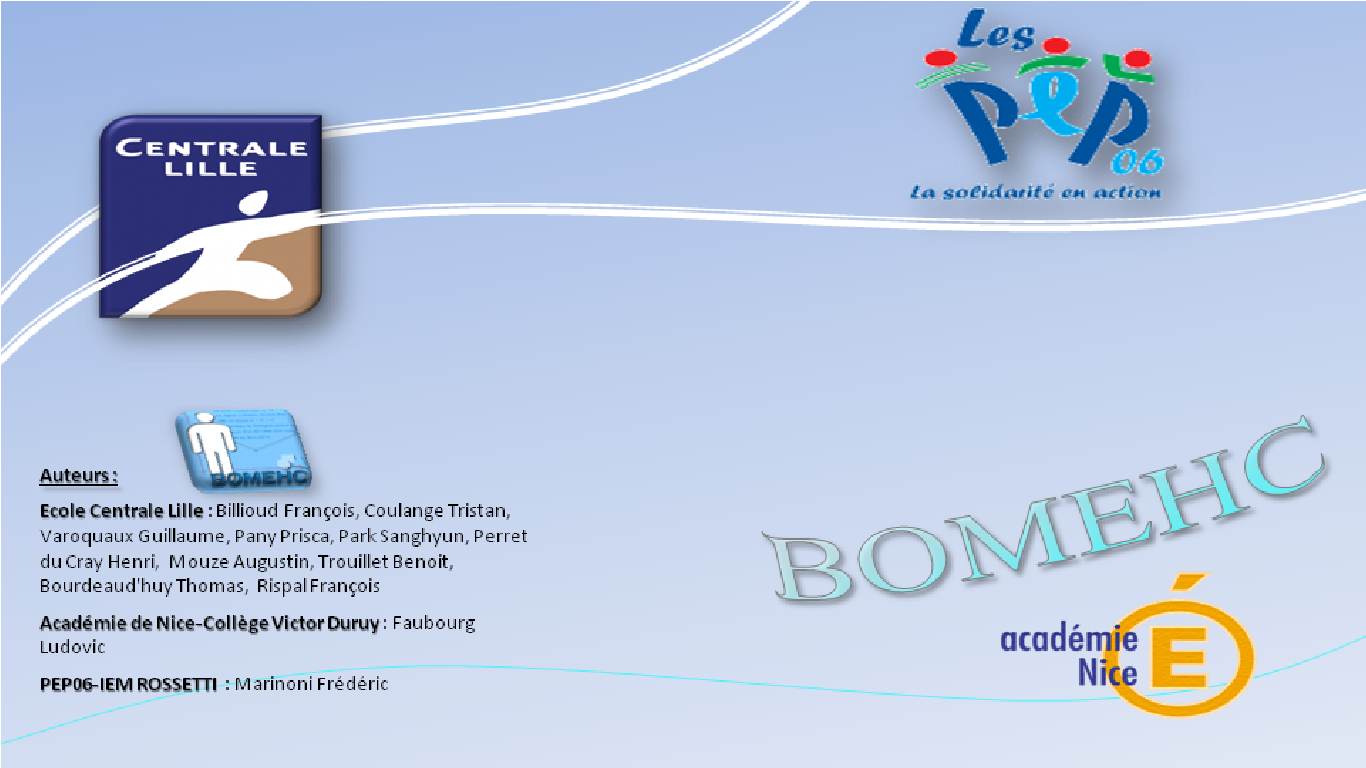 Les
pep
06
La solidarité en action
CENTRALE
LILLE
BOMEHC
Auteurs :
Ecole Centrale Lille : Billioud François, Coulange Tristan,
Varoquaux Guillaume, Pany Prisca, Park Sanghyun, Perret
du Cray Henri, Mouze Augustin, Trouillet Benoît,
Bourdeaud'huy Thomas, Rispal François
Académie de Nice-Collège Victor Duruy : Faubourg
Ludovic
PEP06-IEM ROSSETTI : Marinoni Frédéric
BOMEHC
académie
Nice
É